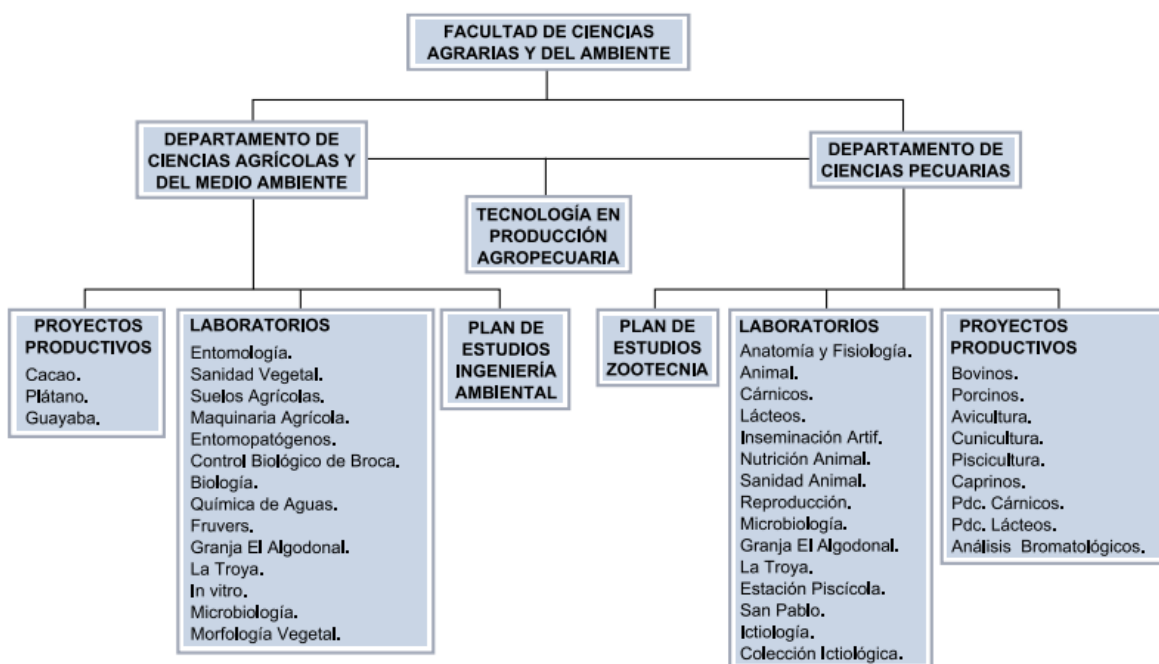 FACULTAD DE CIENCIAS
AGRARIAS Y DEL AMBIENTE
DEPARTAMENTO DE
CIENCIAS AGRÍCOLAS Y
DEL MEDIO AMBIENTE
DEPARTAMENTO DE
CIENCIAS PECUARIAS
TECNOLOGÍA EN
PRODUCCIÓN
AGROPECUARIA
PROYECTOS
PRODUCTIVOS
Cacao.
Plátano.
Guayaba.
LABORATORIOS
Entomología.
Sanidad Vegetal.
Suelos Agrícolas.
Maquinaria Agrícola.
Entomopatógenos.
Control Biológico de Broca.
Biología.
Química de Aguas.
Fruvers.
Granja El Algodonal.
La Troya.
In vitro.
Microbiología.
Morfología Vegetal.
PLAN DE
ESTUDIOS
INGENIERÍA
AMBIENTAL
PLAN DE
ESTUDIOS
ZOOTECNIA
LABORATORIOS
Anatomía y Fisiología.
Animal.
Cárnicos.
Lácteos.
Inseminación Artif.
Nutrición Animal.
Sanidad Animal.
Reproducción.
Microbiología.
Granja El Algodonal.
La Troya.
Estación Piscícola.
San Pablo.
Ictiología.
Colección Ictiológica.
PROYECTOS
PRODUCTIVOS
Bovinos.
Porcinos.
Avicultura.
Cunicultura.
Piscicultura.
Caprinos.
Pdc. Cárnicos.
Pdc. Lácteos.
Análisis Bromatológicos.